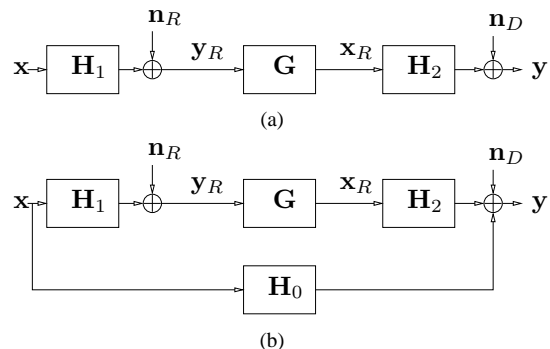 n_R n_D
x H_1 y_R G x_R H_2 y
(a)
n_R n_D
x H_1 y_R G x_R H_2 y
H_0
(b)